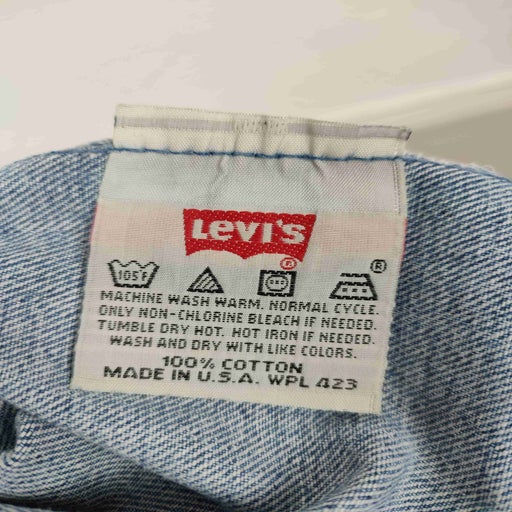 Levi's
®
105F
®
MACHINE WASH WARM. NORMAL CYCLE.
ONLY NON-CHLORINE BLEACH IF NEEDED.
TUMBLE DRY HOT. HOT IRON IF NEEDED.
WASH AND DRY WITH LIKE COLORS.
100% COTTON
MADE IN U.S.A. WPL 423